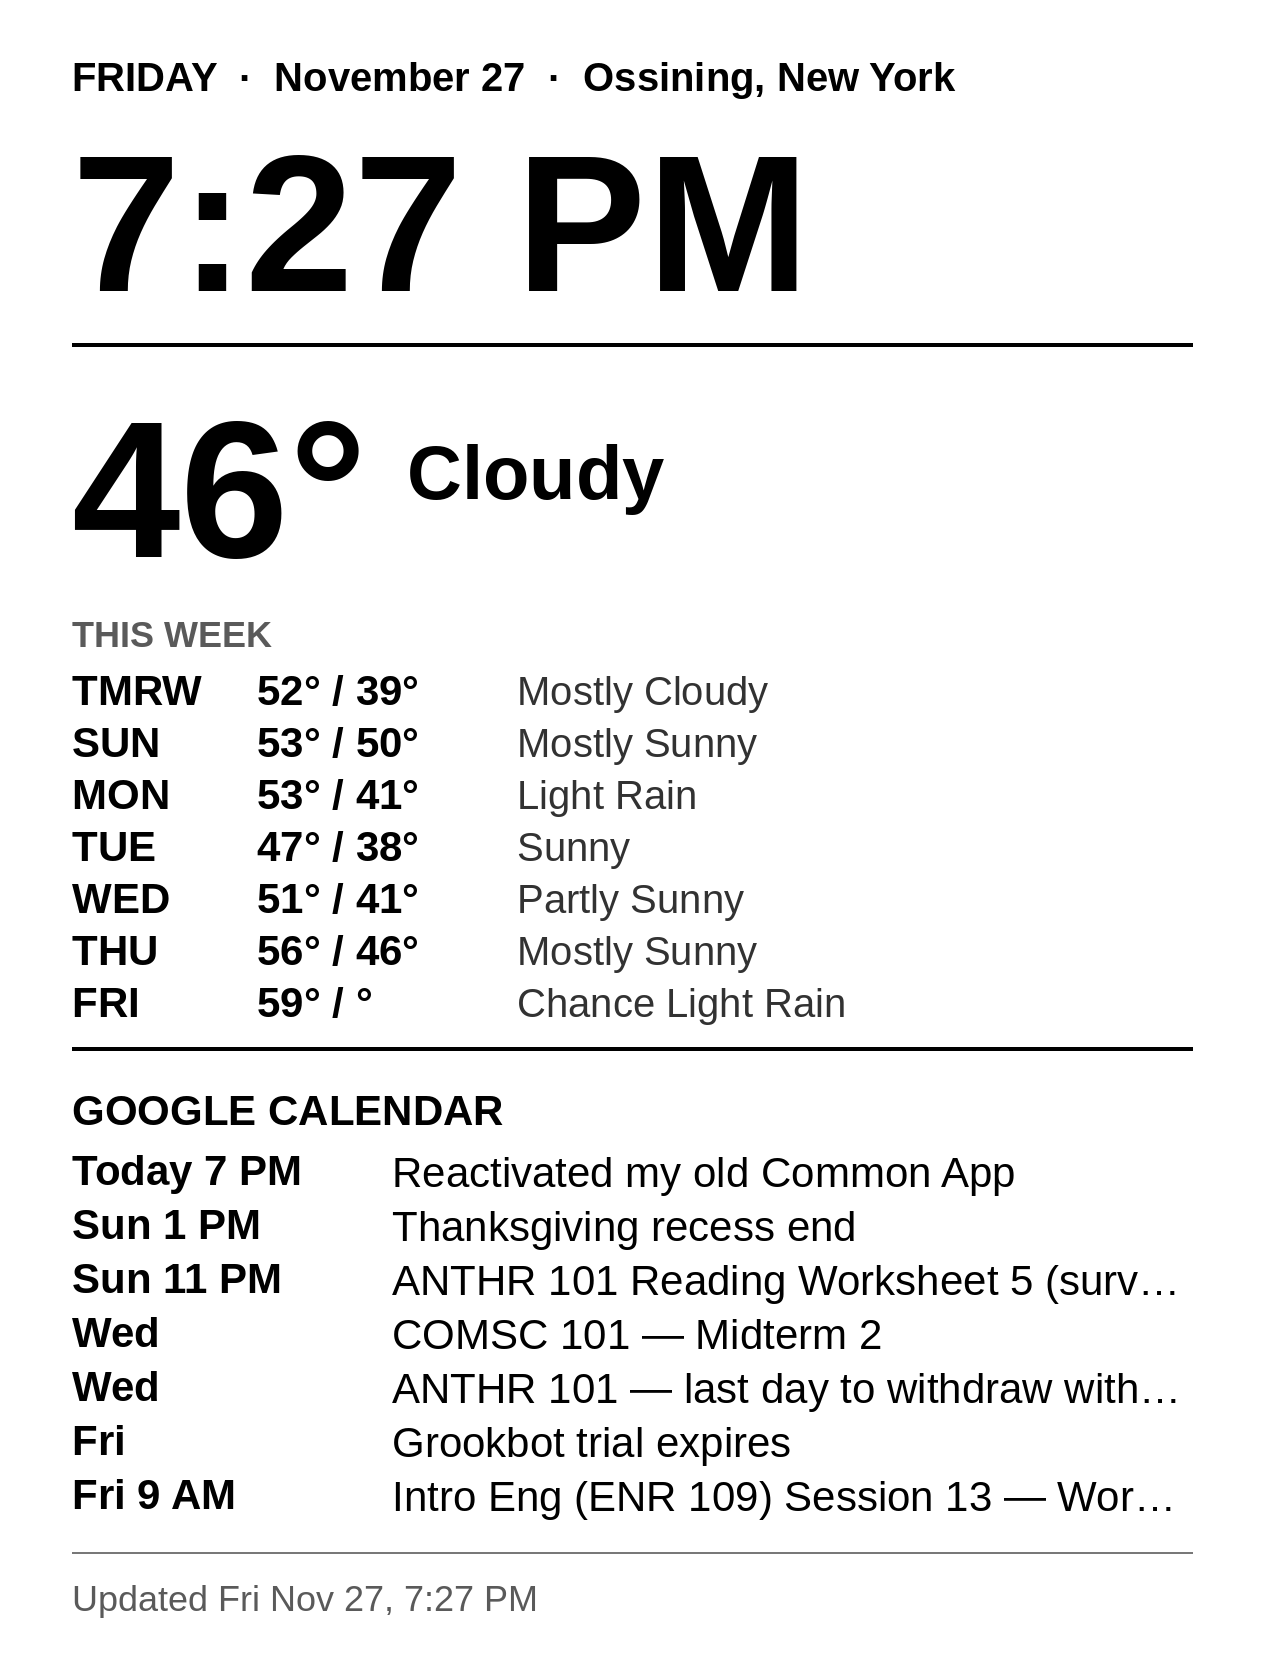 FRIDAY · November 27 · Ossining, New York
7:27 PM
46° Cloudy
THIS WEEK
TMRW 52° / 39° Mostly Cloudy
SUN 53° / 50° Mostly Sunny
MON 53° / 41° Light Rain
TUE 47° / 38° Sunny
WED 51° / 41° Partly Sunny
THU 56° / 46° Mostly Sunny
FRI 59° / ° Chance Light Rain
GOOGLE CALENDAR
Today 7 PM Reactivated my old Common App
Sun 1 PM Thanksgiving recess end
Sun 11 PM ANTHR 101 Reading Worksheet 5 (surv…
Wed COMSC 101 — Midterm 2
Wed ANTHR 101 — last day to withdraw with…
Fri Grookbot trial expires
Fri 9 AM Intro Eng (ENR 109) Session 13 — Wor…
Updated Fri Nov 27, 7:27 PM